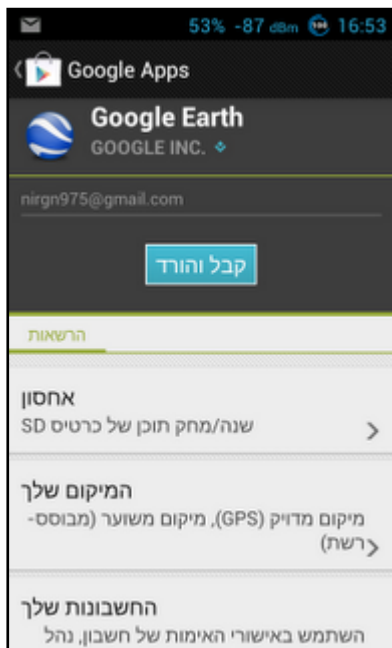 53% -87 dBm 16:53
Google Apps
Google Earth
GOOGLE INC.
nirgn975@gmail.com
קבל והורד
הרשאות
אחסון
שנה/מחק תוכן של כרטיס SD
המיקום שלך
מיקום מדויק (GPS), מיקום משוער (מבוסס-
רשת)
החשבונות שלך
השתמש באישורי האימות של חשבון, נהל